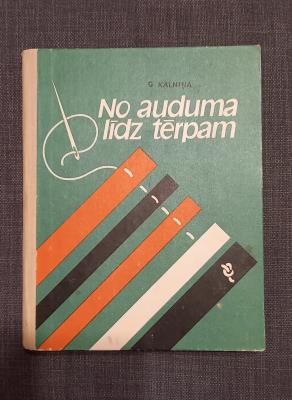 G. KALNIŅA
No auduma
līdz tērpam